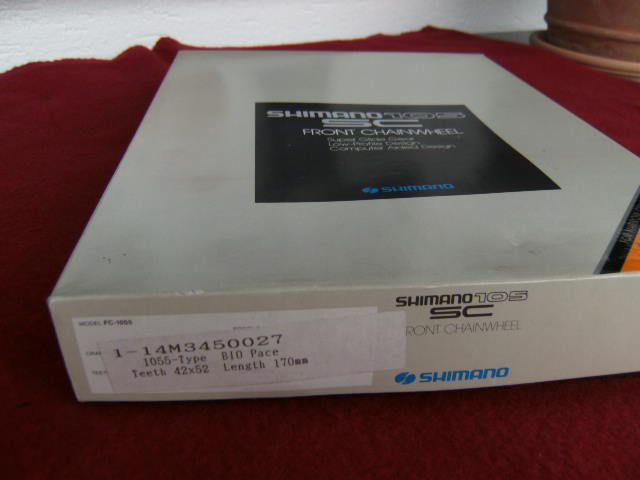 SHIMANO 105
SC
FRONT CHAINWHEEL
Super Glide Gear
Low-Profile Design
Computer Aided Design
SHIMANO
SHIMANO 105
SC
FRONT CHAINWHEEL
SHIMANO
MODEL FC-1055
1-14M3450027
1055-Type BIO Pace
Teeth 42x52 Length 170mm